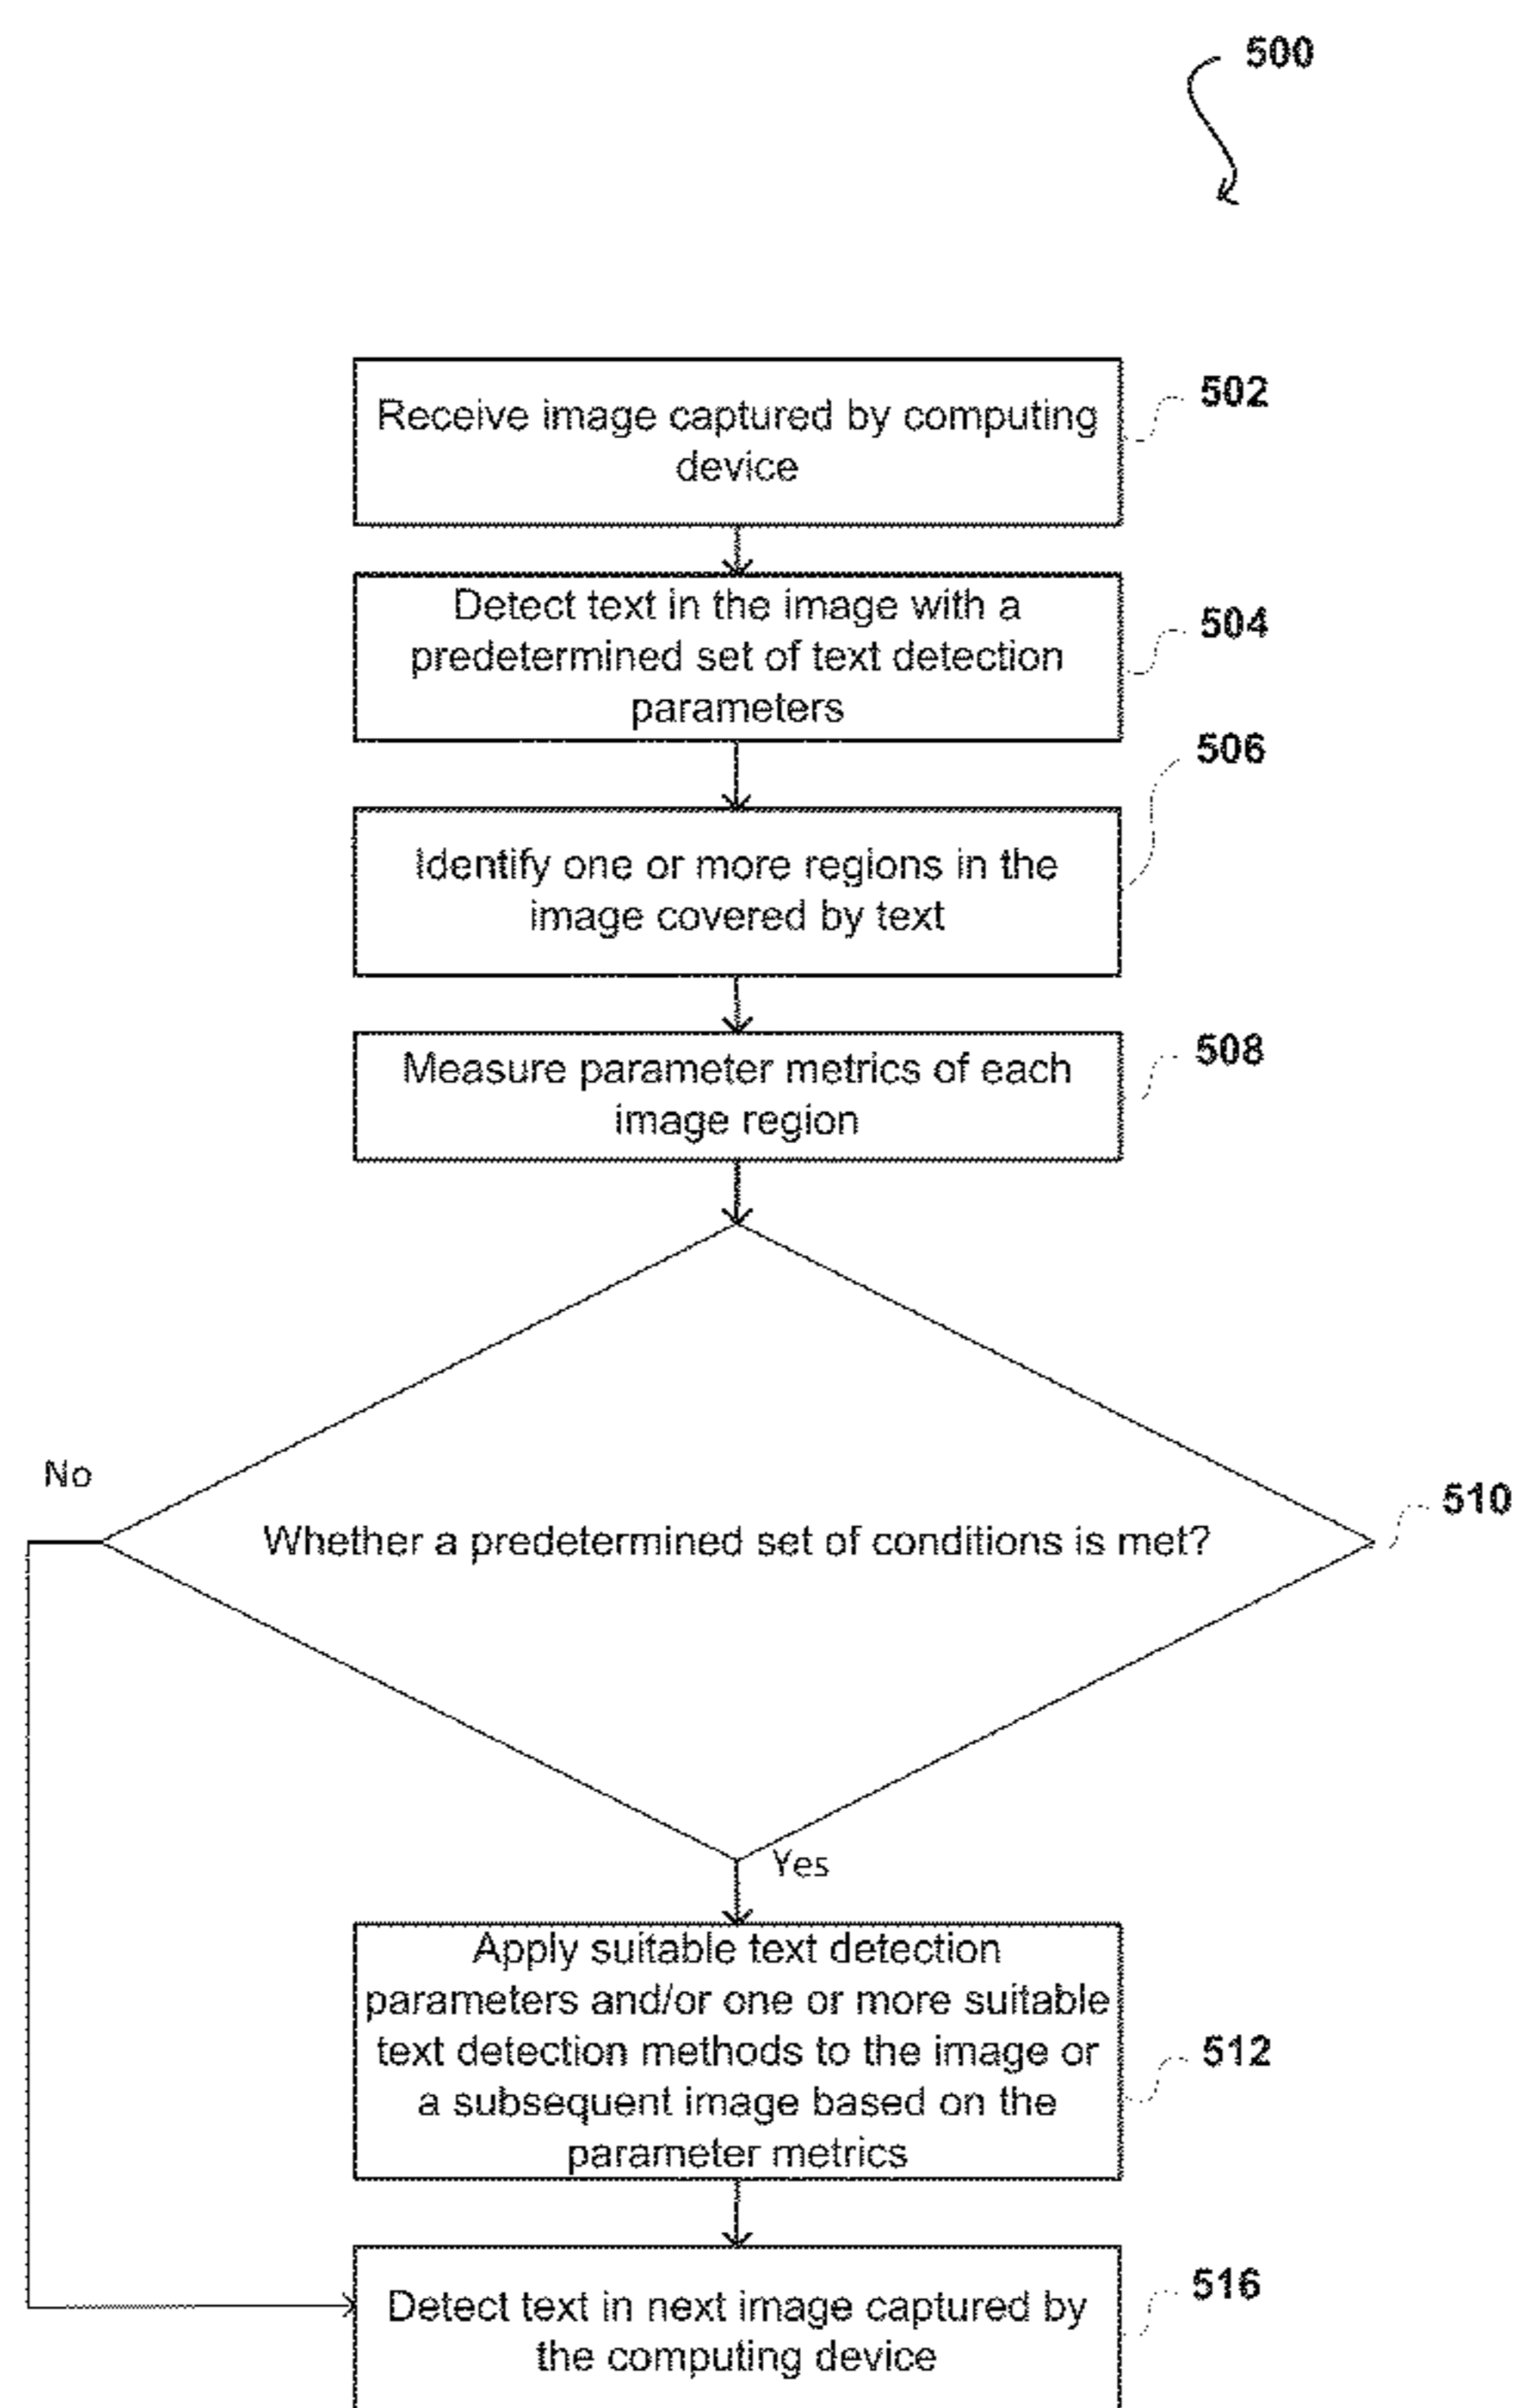 500
Receive image captured by computing
device
502
Detect text in the image with a
predetermined set of text detection
parameters
504
506
Identify one or more regions in the
image covered by text
Measure parameter metrics of each
image region
508
No
Whether a predetermined set of conditions is met?
510
Yes
Apply suitable text detection
parameters and/or one or more suitable
text detection methods to the image or
a subsequent image based on the
parameter metrics
512
Detect text in next image captured by
the computing device
516